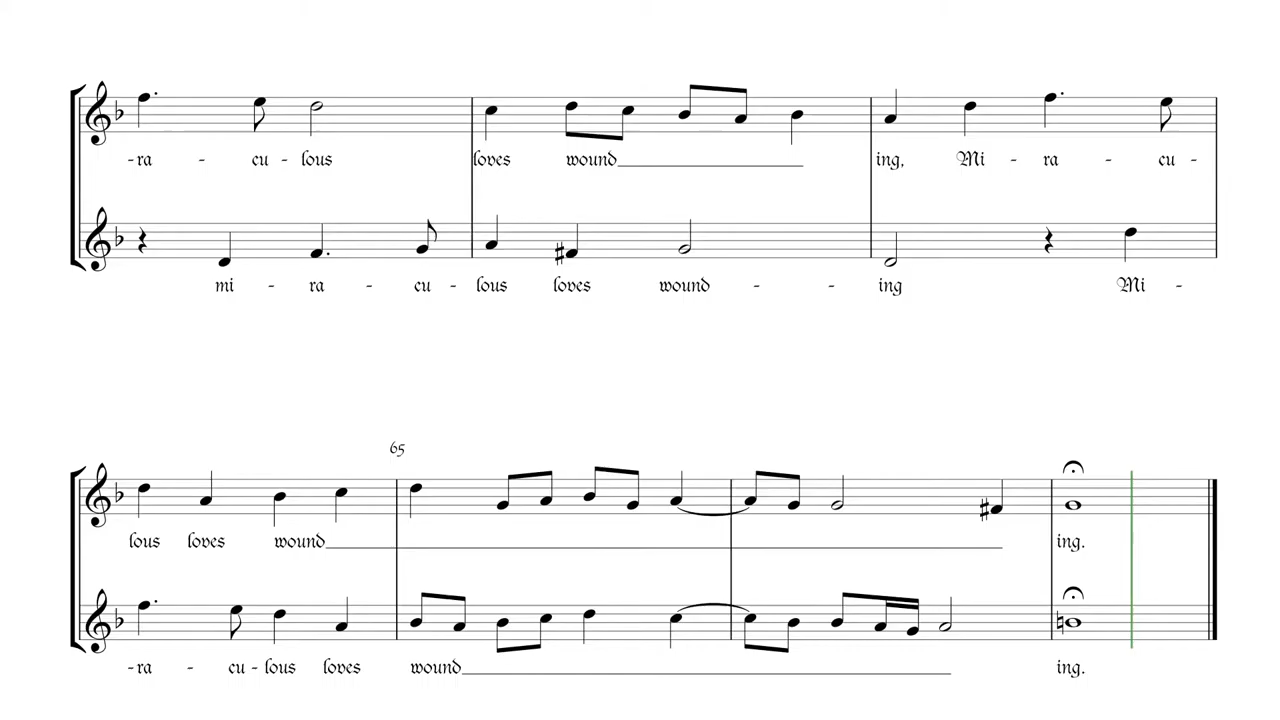 -ra - cu - lous loves wound ing, Mi - ra - cu -
mi - ra - cu - lous loves wound - - ing Mi -
65
lous loves wound ing.
-ra - cu - lous loves wound ing.